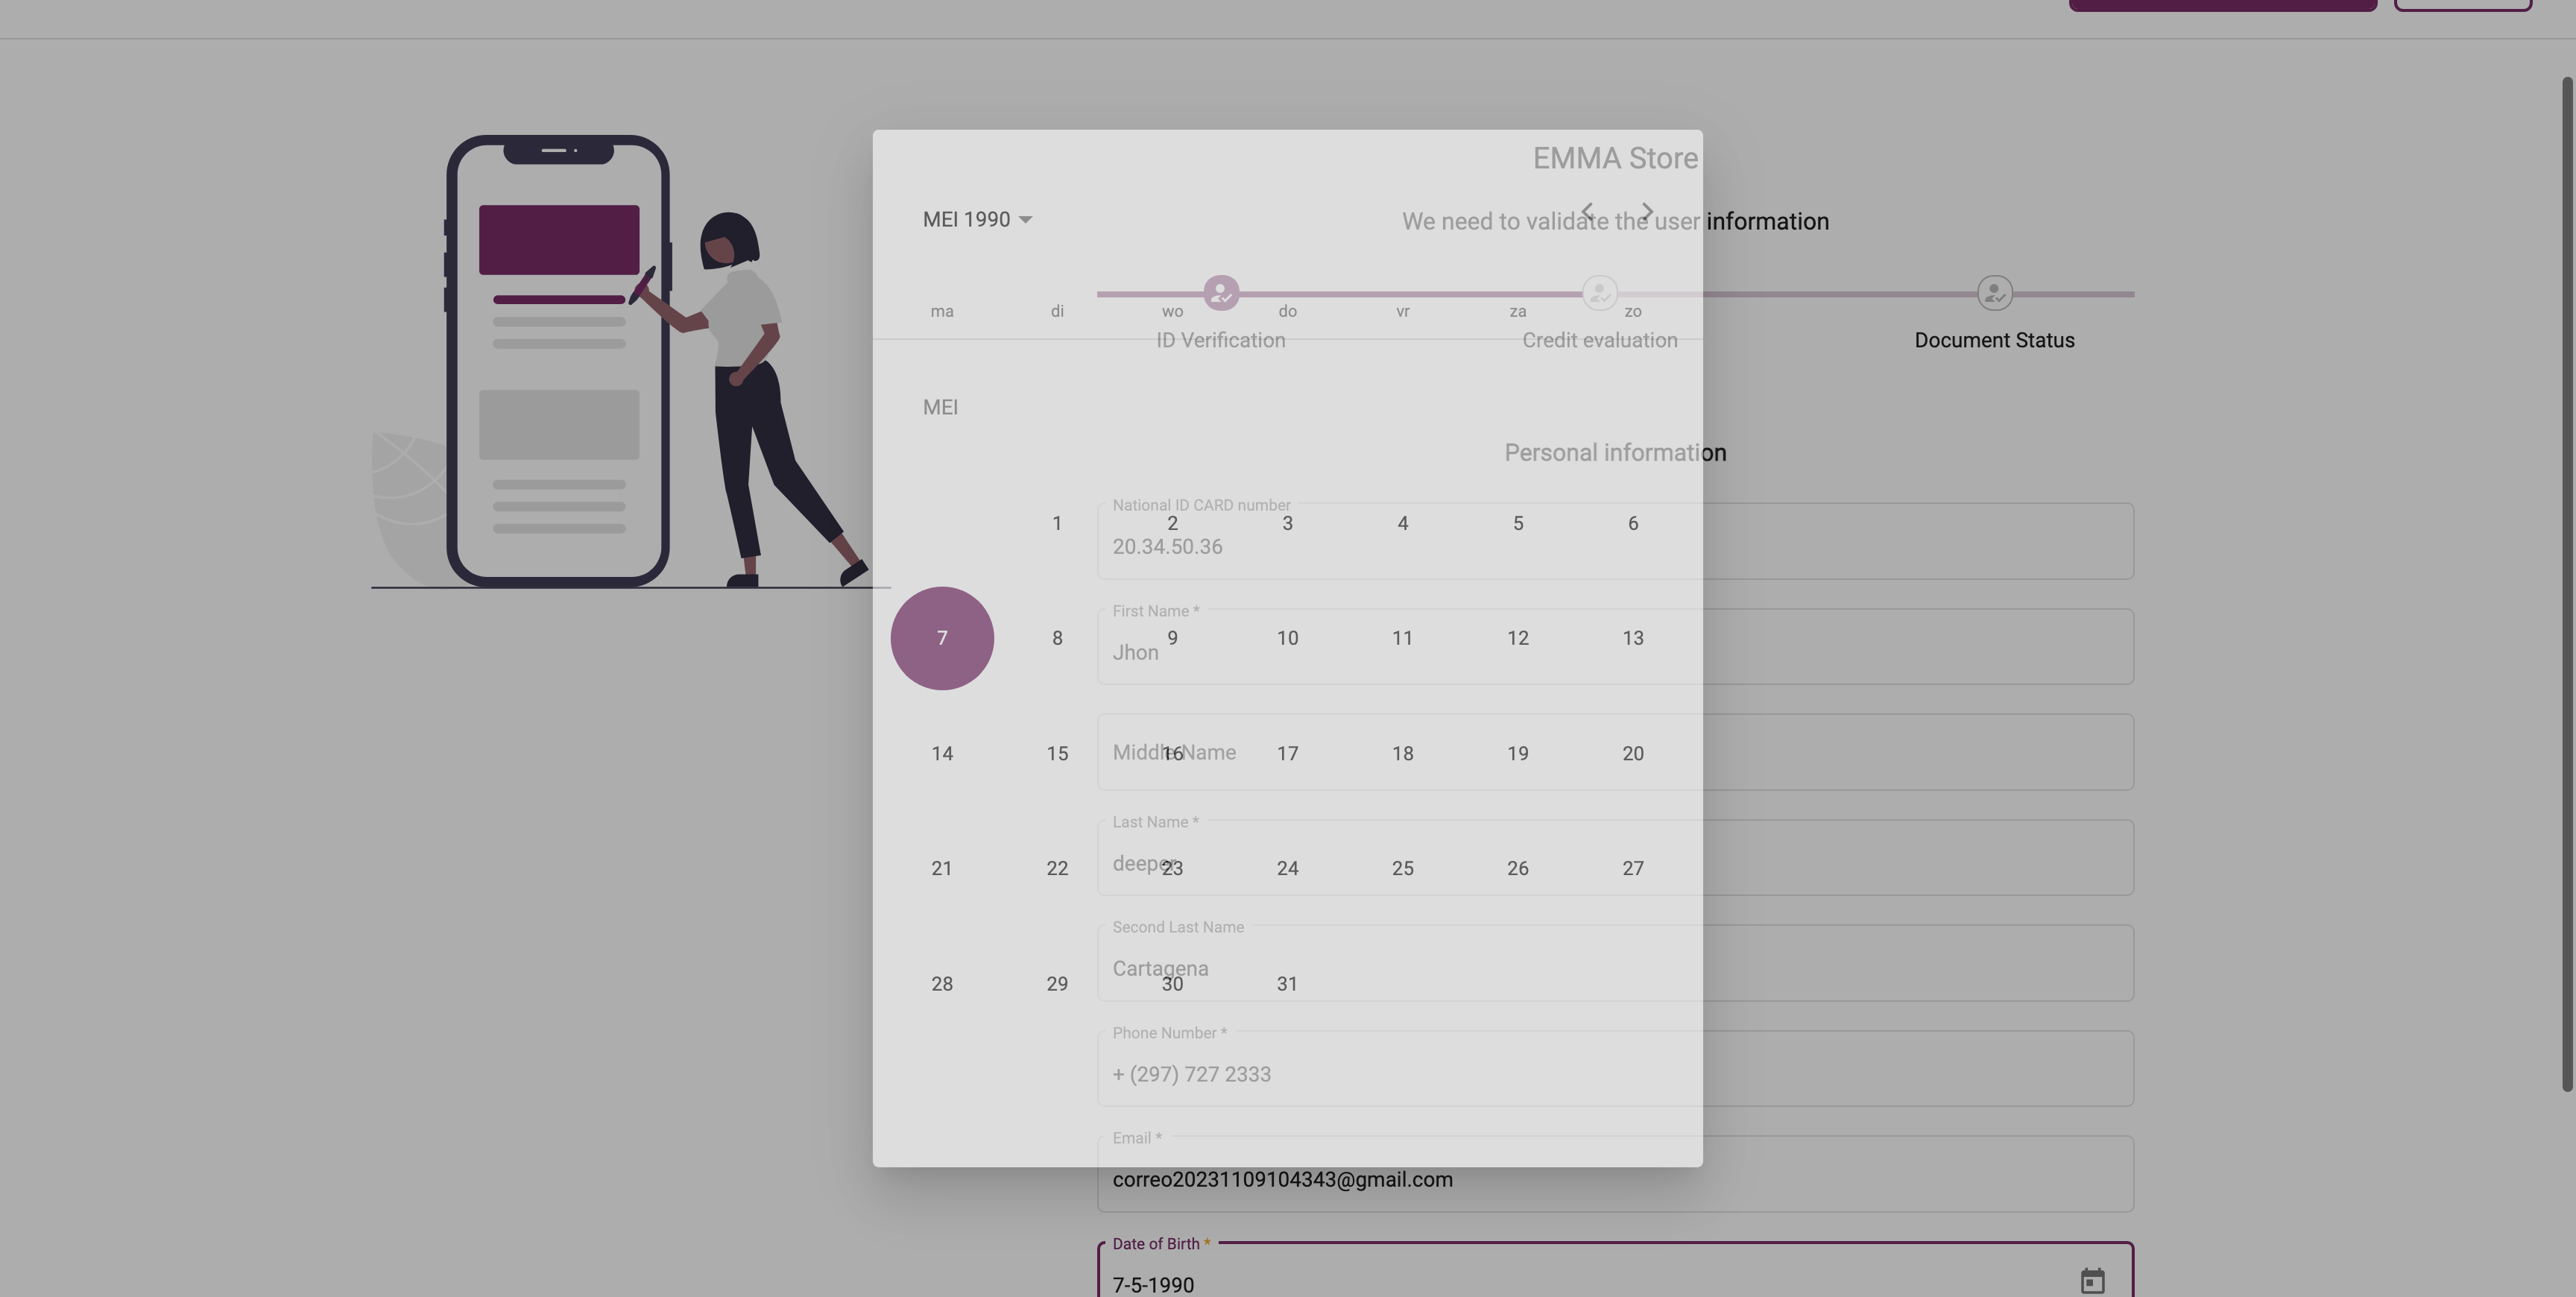 EMMA Store
MEI 1990
We need to validate the user information
ma di wo do vr za zo
ID Verification Credit evaluation Document Status
MEI
Personal information
National ID CARD number
1 2 3 4 5 6
20.34.50.36
First Name *
7 8 9 10 11 12 13
Jhon
Middle Name
14 15 16 17 18 19 20
Last Name *
deeper
21 22 23 24 25 26 27
Second Last Name
Cartagena
28 29 30 31
Phone Number *
+ (297) 727 2333
Email *
correo20231109104343@gmail.com
Date of Birth *
7-5-1990